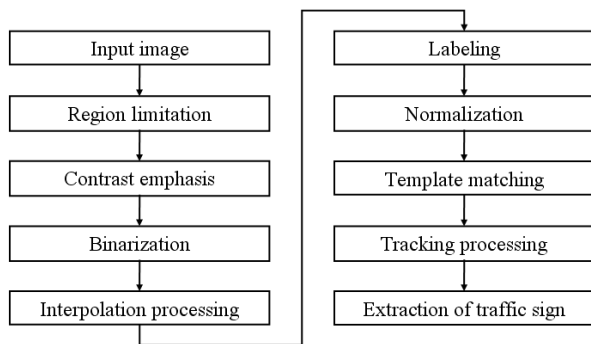 Input image
Region limitation
Contrast emphasis
Binarization
Interpolation processing
Labeling
Normalization
Template matching
Tracking processing
Extraction of traffic sign